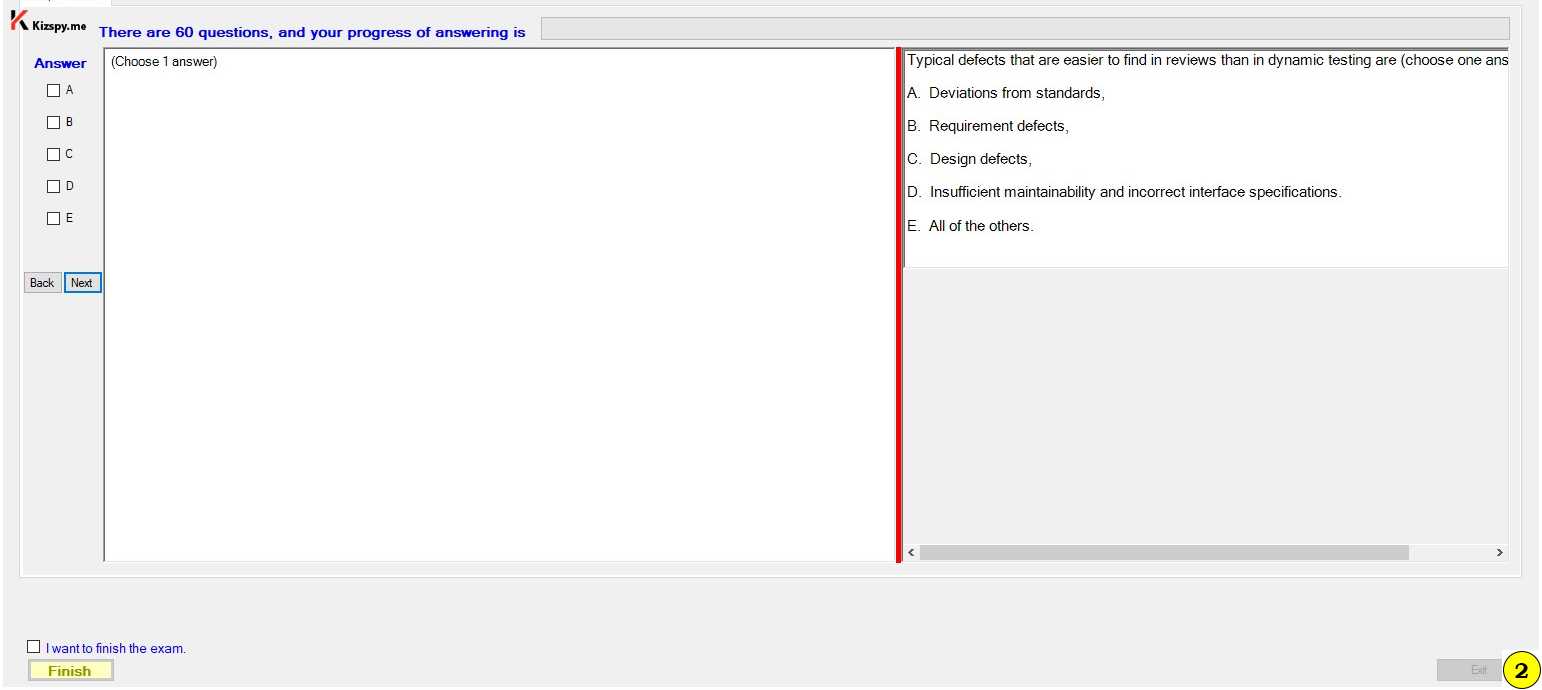 Kizspy.me
There are 60 questions, and your progress of answering is
Answer
A
B
C
D
E
Back Next
(Choose 1 answer)
Typical defects that are easier to find in reviews than in dynamic testing are (choose one ans
A. Deviations from standards,
B. Requirement defects,
C. Design defects,
D. Insufficient maintainability and incorrect interface specifications.
E. All of the others.
I want to finish the exam.
Finish
Exit
2